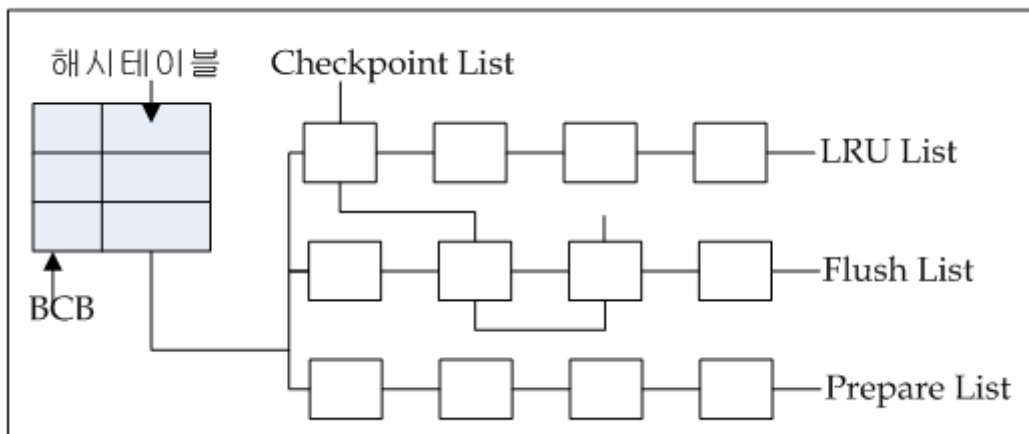 해시테이블
Checkpoint List
LRU List
Flush List
BCB
Prepare List